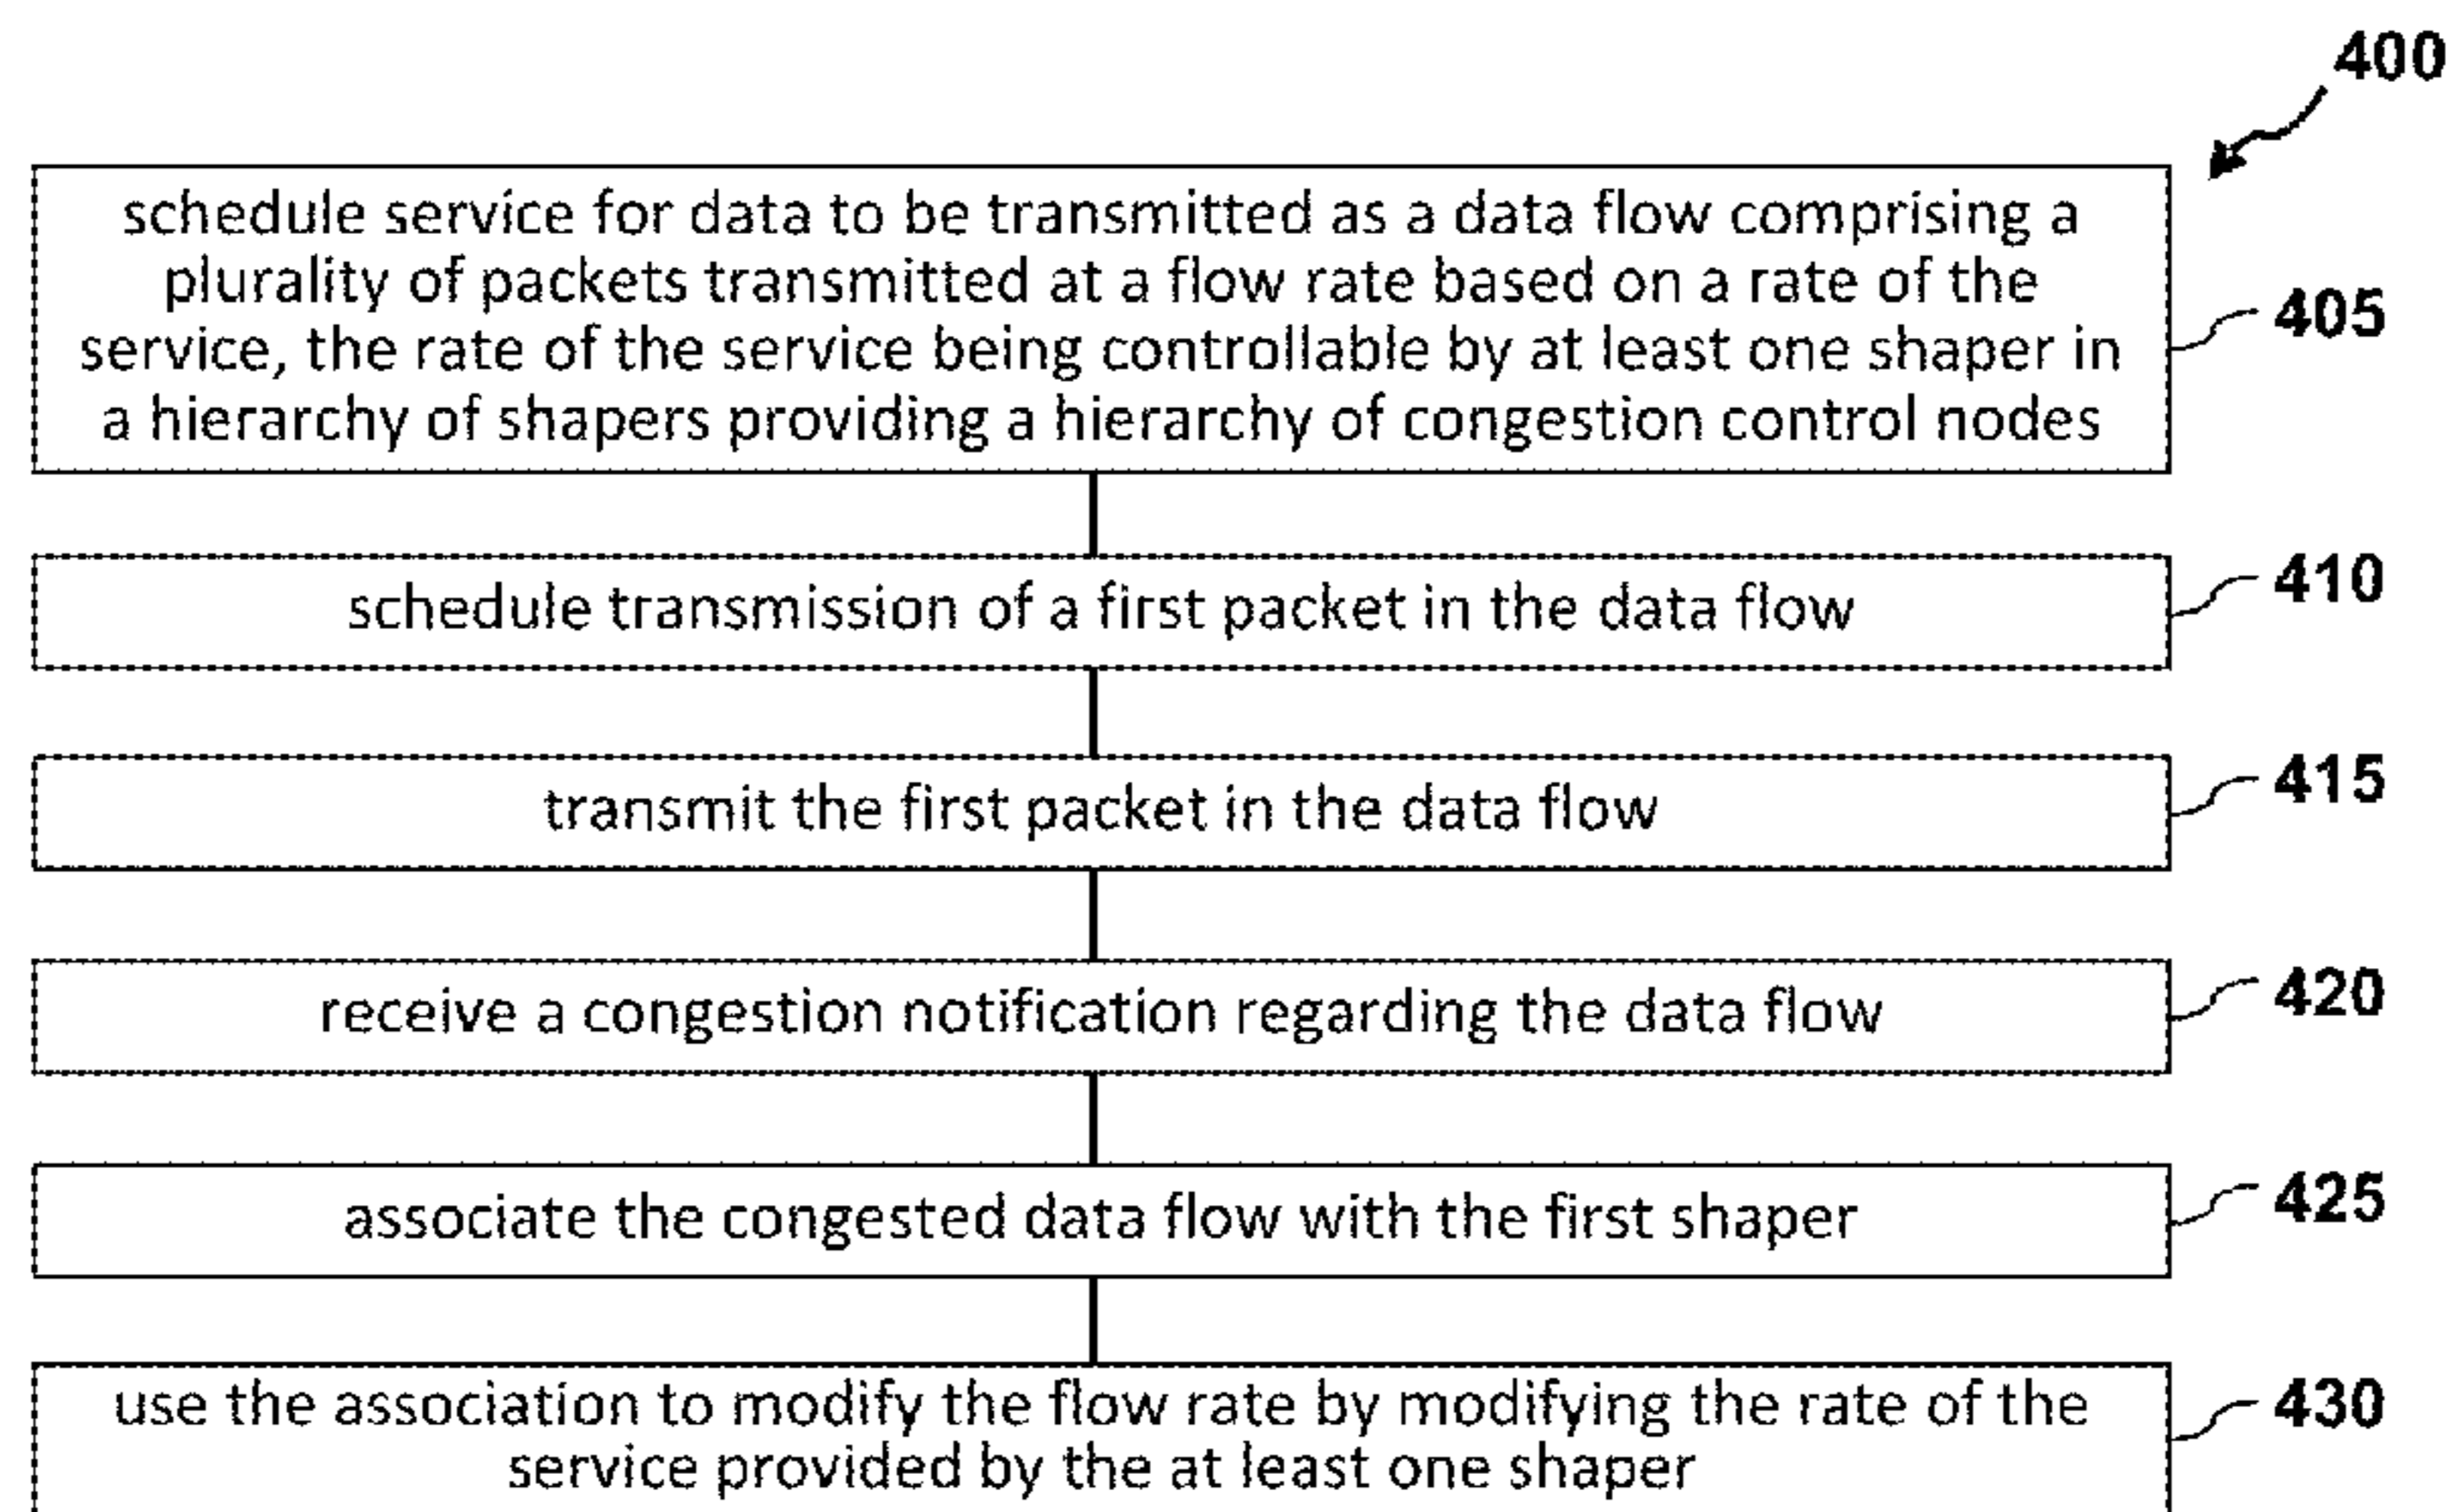 400
schedule service for data to be transmitted as a data flow comprising a
plurality of packets transmitted at a flow rate based on a rate of the
service, the rate of the service being controllable by at least one shaper in
a hierarchy of shapers providing a hierarchy of congestion control nodes
405
schedule transmission of a first packet in the data flow
410
transmit the first packet in the data flow
415
receive a congestion notification regarding the data flow
420
associate the congested data flow with the first shaper
425
use the association to modify the flow rate by modifying the rate of the
service provided by the at least one shaper
430